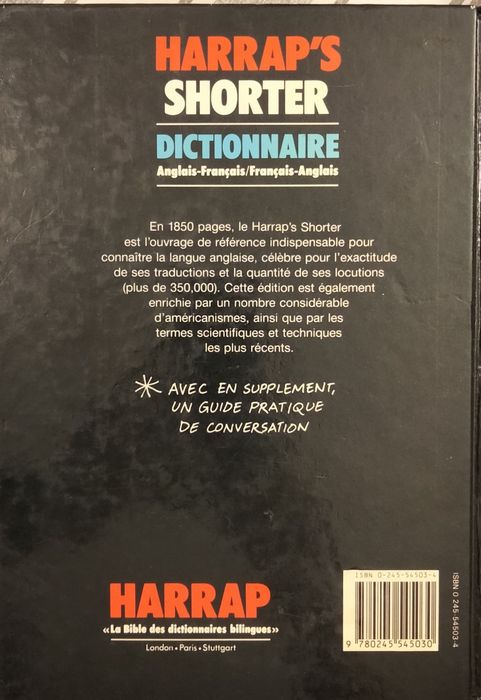 HARRAP'S
SHORTER
DICTIONNAIRE
Anglais-Français/Français-Anglais
En 1850 pages, le Harrap's Shorter
est l'ouvrage de référence indispensable pour
connaître la langue anglaise, célèbre pour l'exactitude
de ses traductions et la quantité de ses locutions
(plus de 350.000). Cette édition est également
enrichie par un nombre considérable
d'américanismes, ainsi que par les
termes scientifiques et techniques
les plus récents.
* AVEC EN SUPPLEMENT,
UN GUIDE PRATIQUE
DE CONVERSATION
HARRAP
«La Bible des dictionnaires bilingues»
London • Paris • Stuttgart
ISBN 0-245-54503-4
9 780245 545030
ISBN 0 245 54503-4